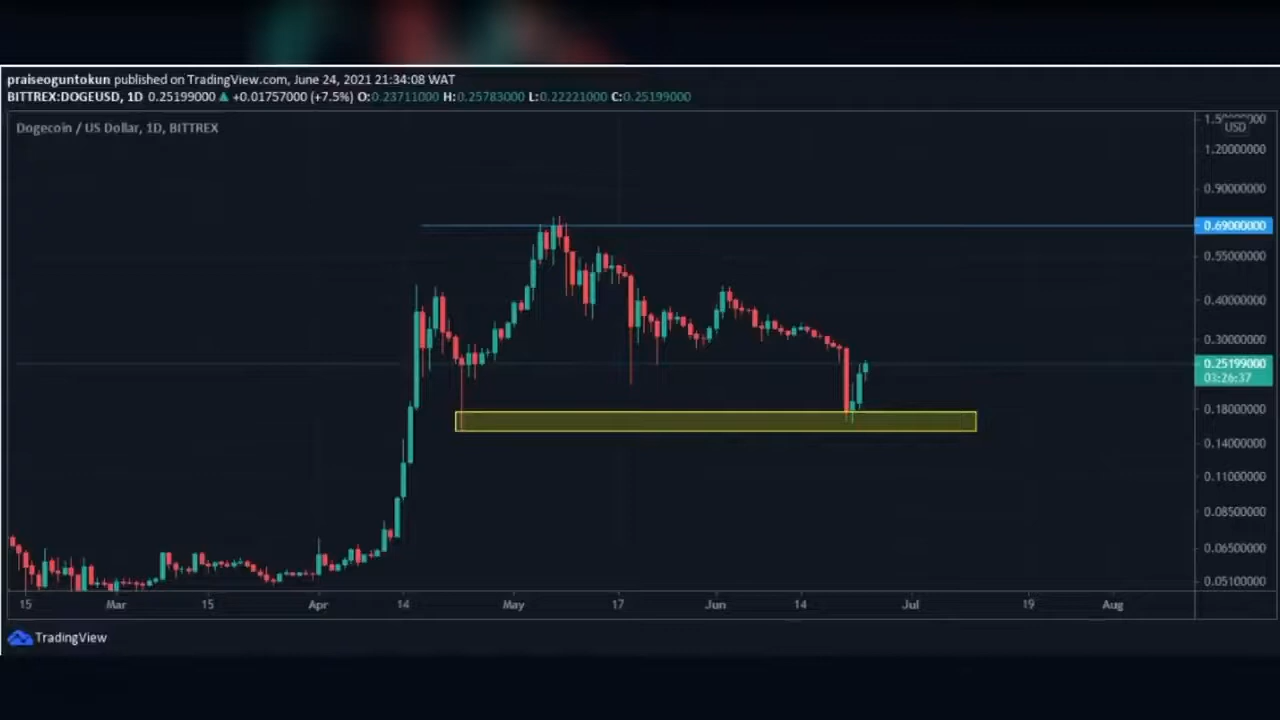 praiseoguntokun published on TradingView.com, June 24, 2021 21:34:08 WAT
BITTREX:DOGEUSD, 1D 0.25199000 ▲ +0.01757000 (+7.5%) O:0.23711000 H:0.25783000 L:0.22221000 C:0.25199000
Dogecoin / US Dollar, 1D, BITTREX
USD
1.20000000
0.90000000
0.69000000
0.55000000
0.40000000
0.30000000
0.25199000
03:26:37
0.18000000
0.14000000
0.11000000
0.08500000
0.06500000
0.05100000
15 Mar 15 Apr 14 May 17 Jun 14 Jul 19 Aug
TradingView